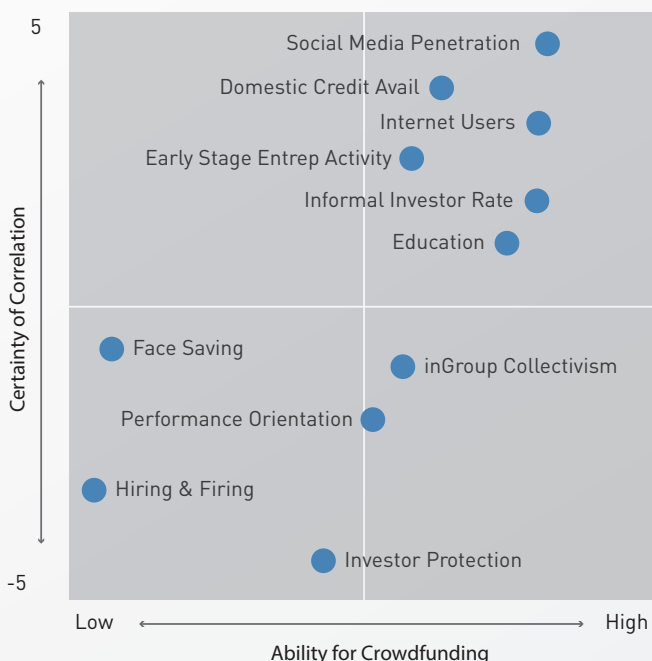 5
Social Media Penetration
Domestic Credit Avail
Internet Users
Early Stage Entrep Activity
Informal Investor Rate
Education
Certainty of Correlation
Face Saving
inGroup Collectivism
Performance Orientation
Hiring & Firing
Investor Protection
-5
Low
High
Ability for Crowdfunding